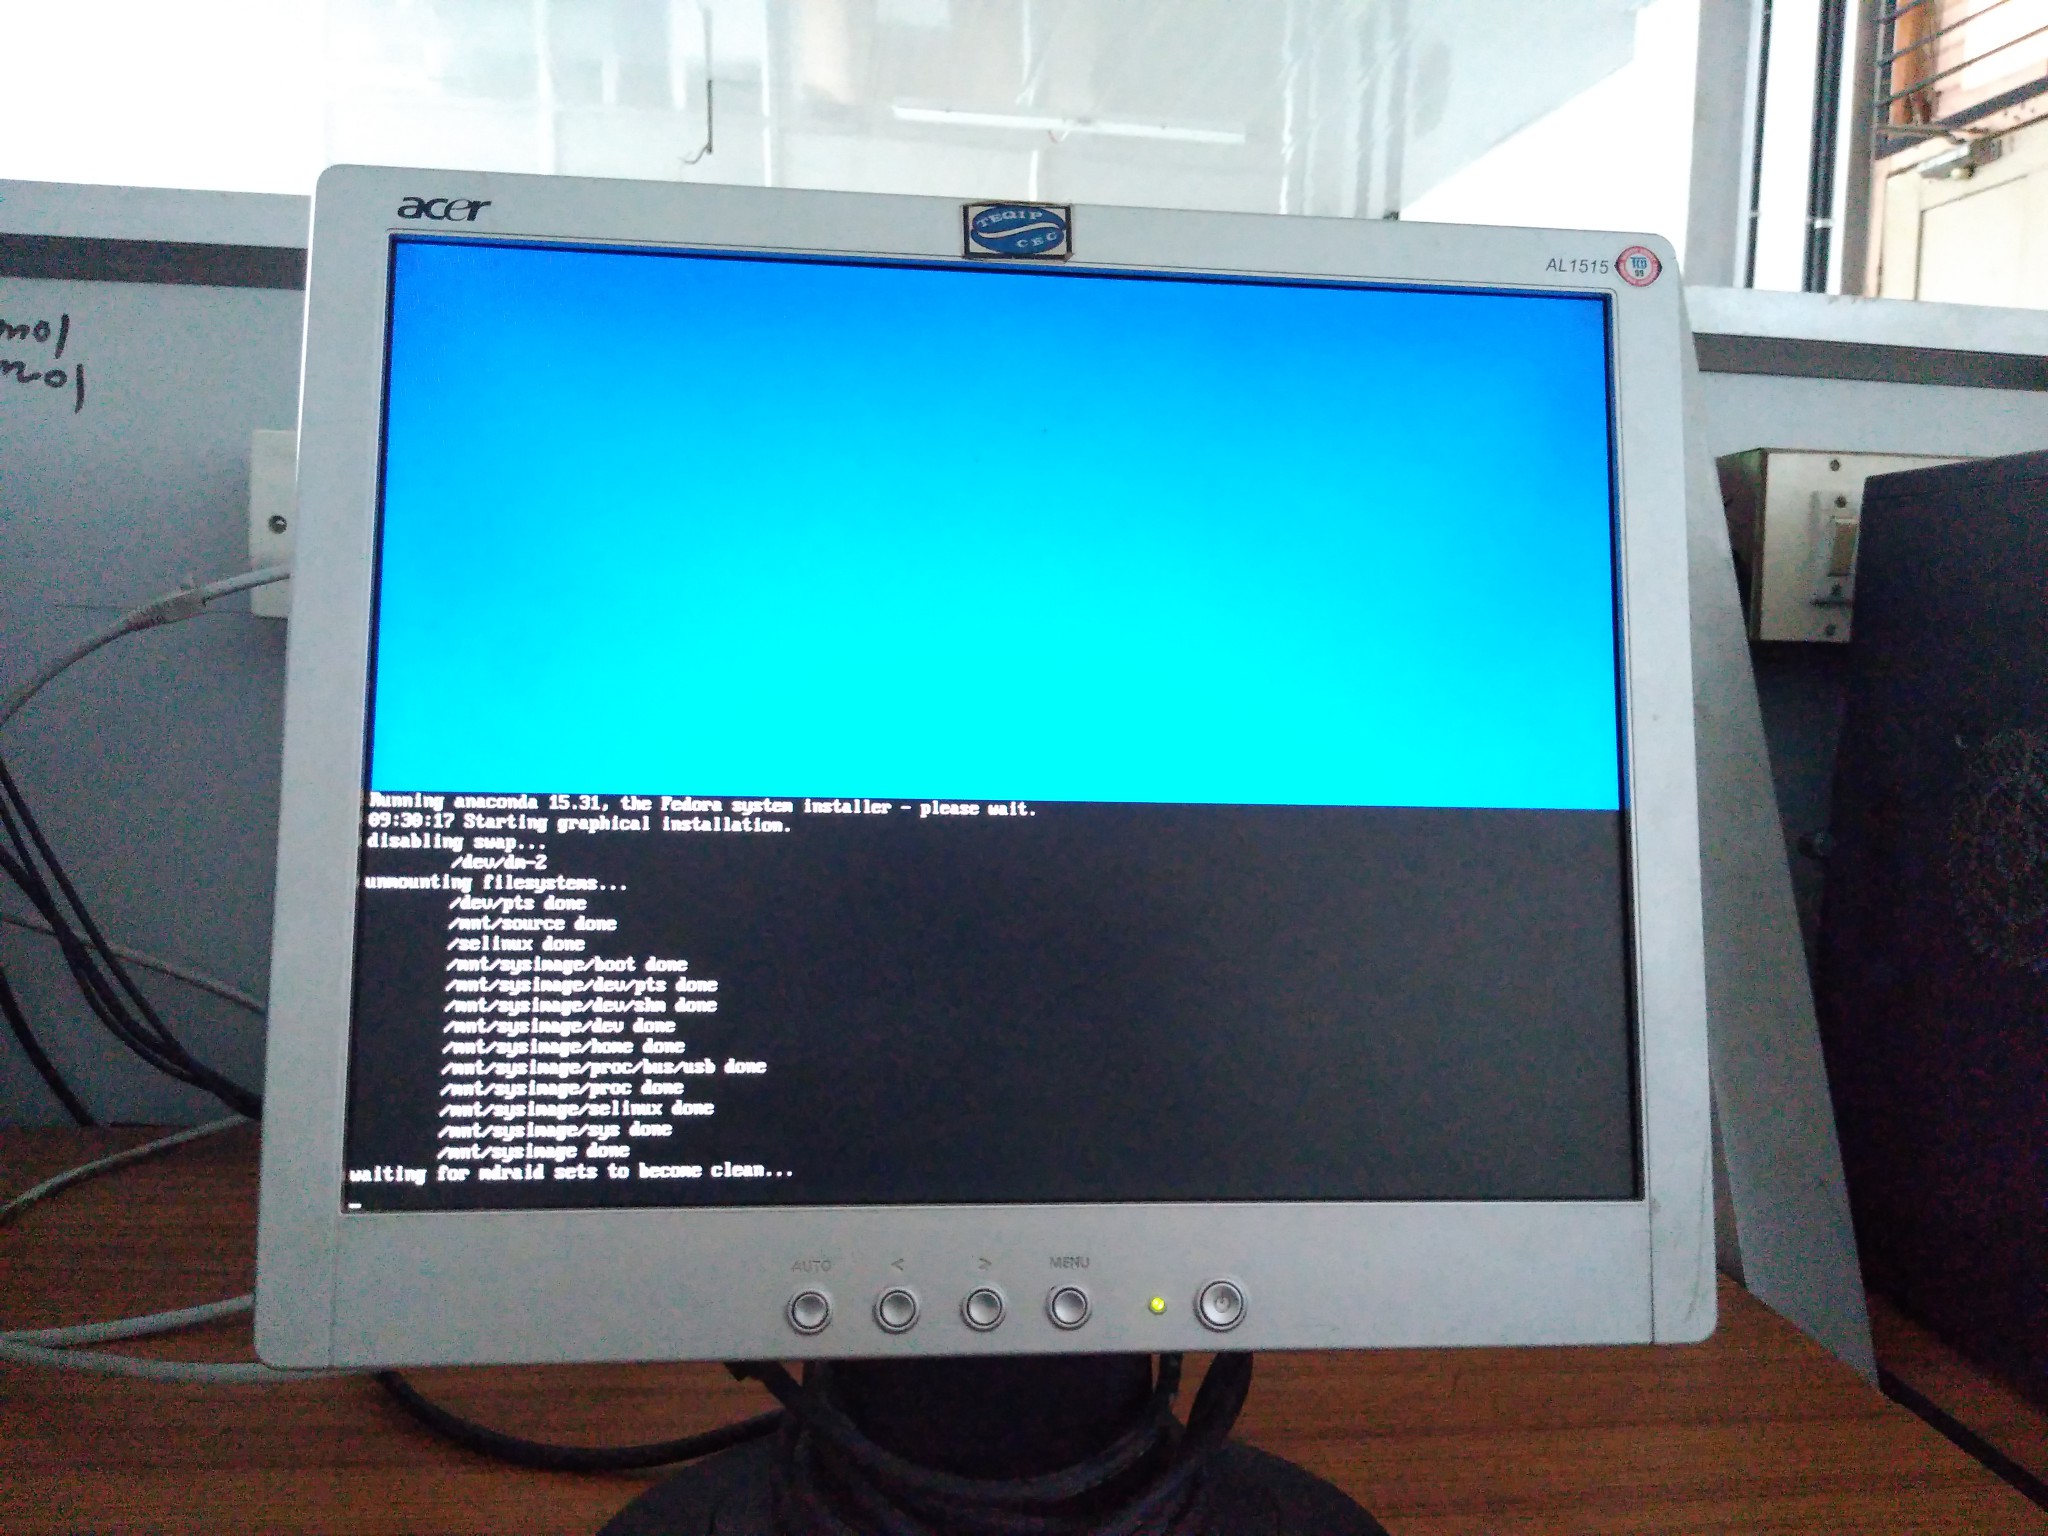 acer
TEQIP
CEC
AL1515
TCO
99
Running anaconda 15.31, the Fedora system installer - please wait.
09:30:17 Starting graphical installation.
disabling swap...
/dev/dm-2
unmounting filesystems...
/dev/pts done
/mnt/source done
/selinux done
/mnt/sysimage/boot done
/mnt/sysimage/dev/pts done
/mnt/sysimage/dev/shm done
/mnt/sysimage/dev done
/mnt/sysimage/home done
/mnt/sysimage/proc/bus/usb done
/mnt/sysimage/proc done
/mnt/sysimage/selinux done
/mnt/sysimage/sys done
/mnt/sysimage done
waiting for mdraid sets to become clean...
AUTO < > MENU